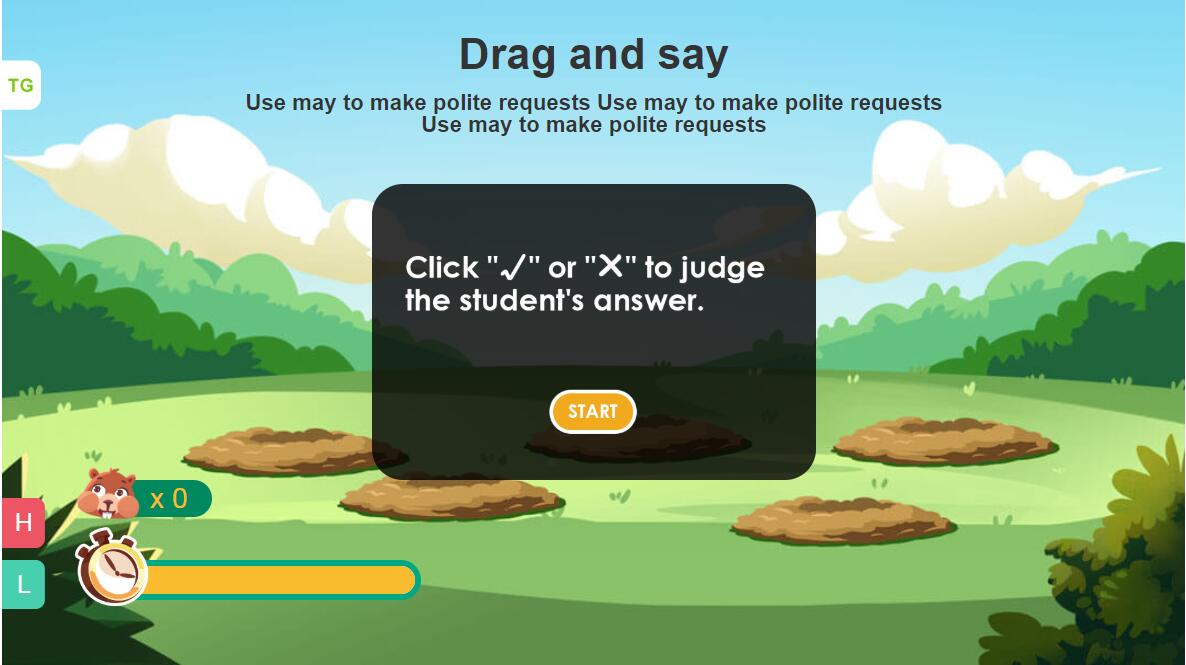 Drag and say
TG
Use may to make polite requests Use may to make polite requests
Use may to make polite requests
Click "✓" or "✕" to judge
the student's answer.
START
x 0
H
L